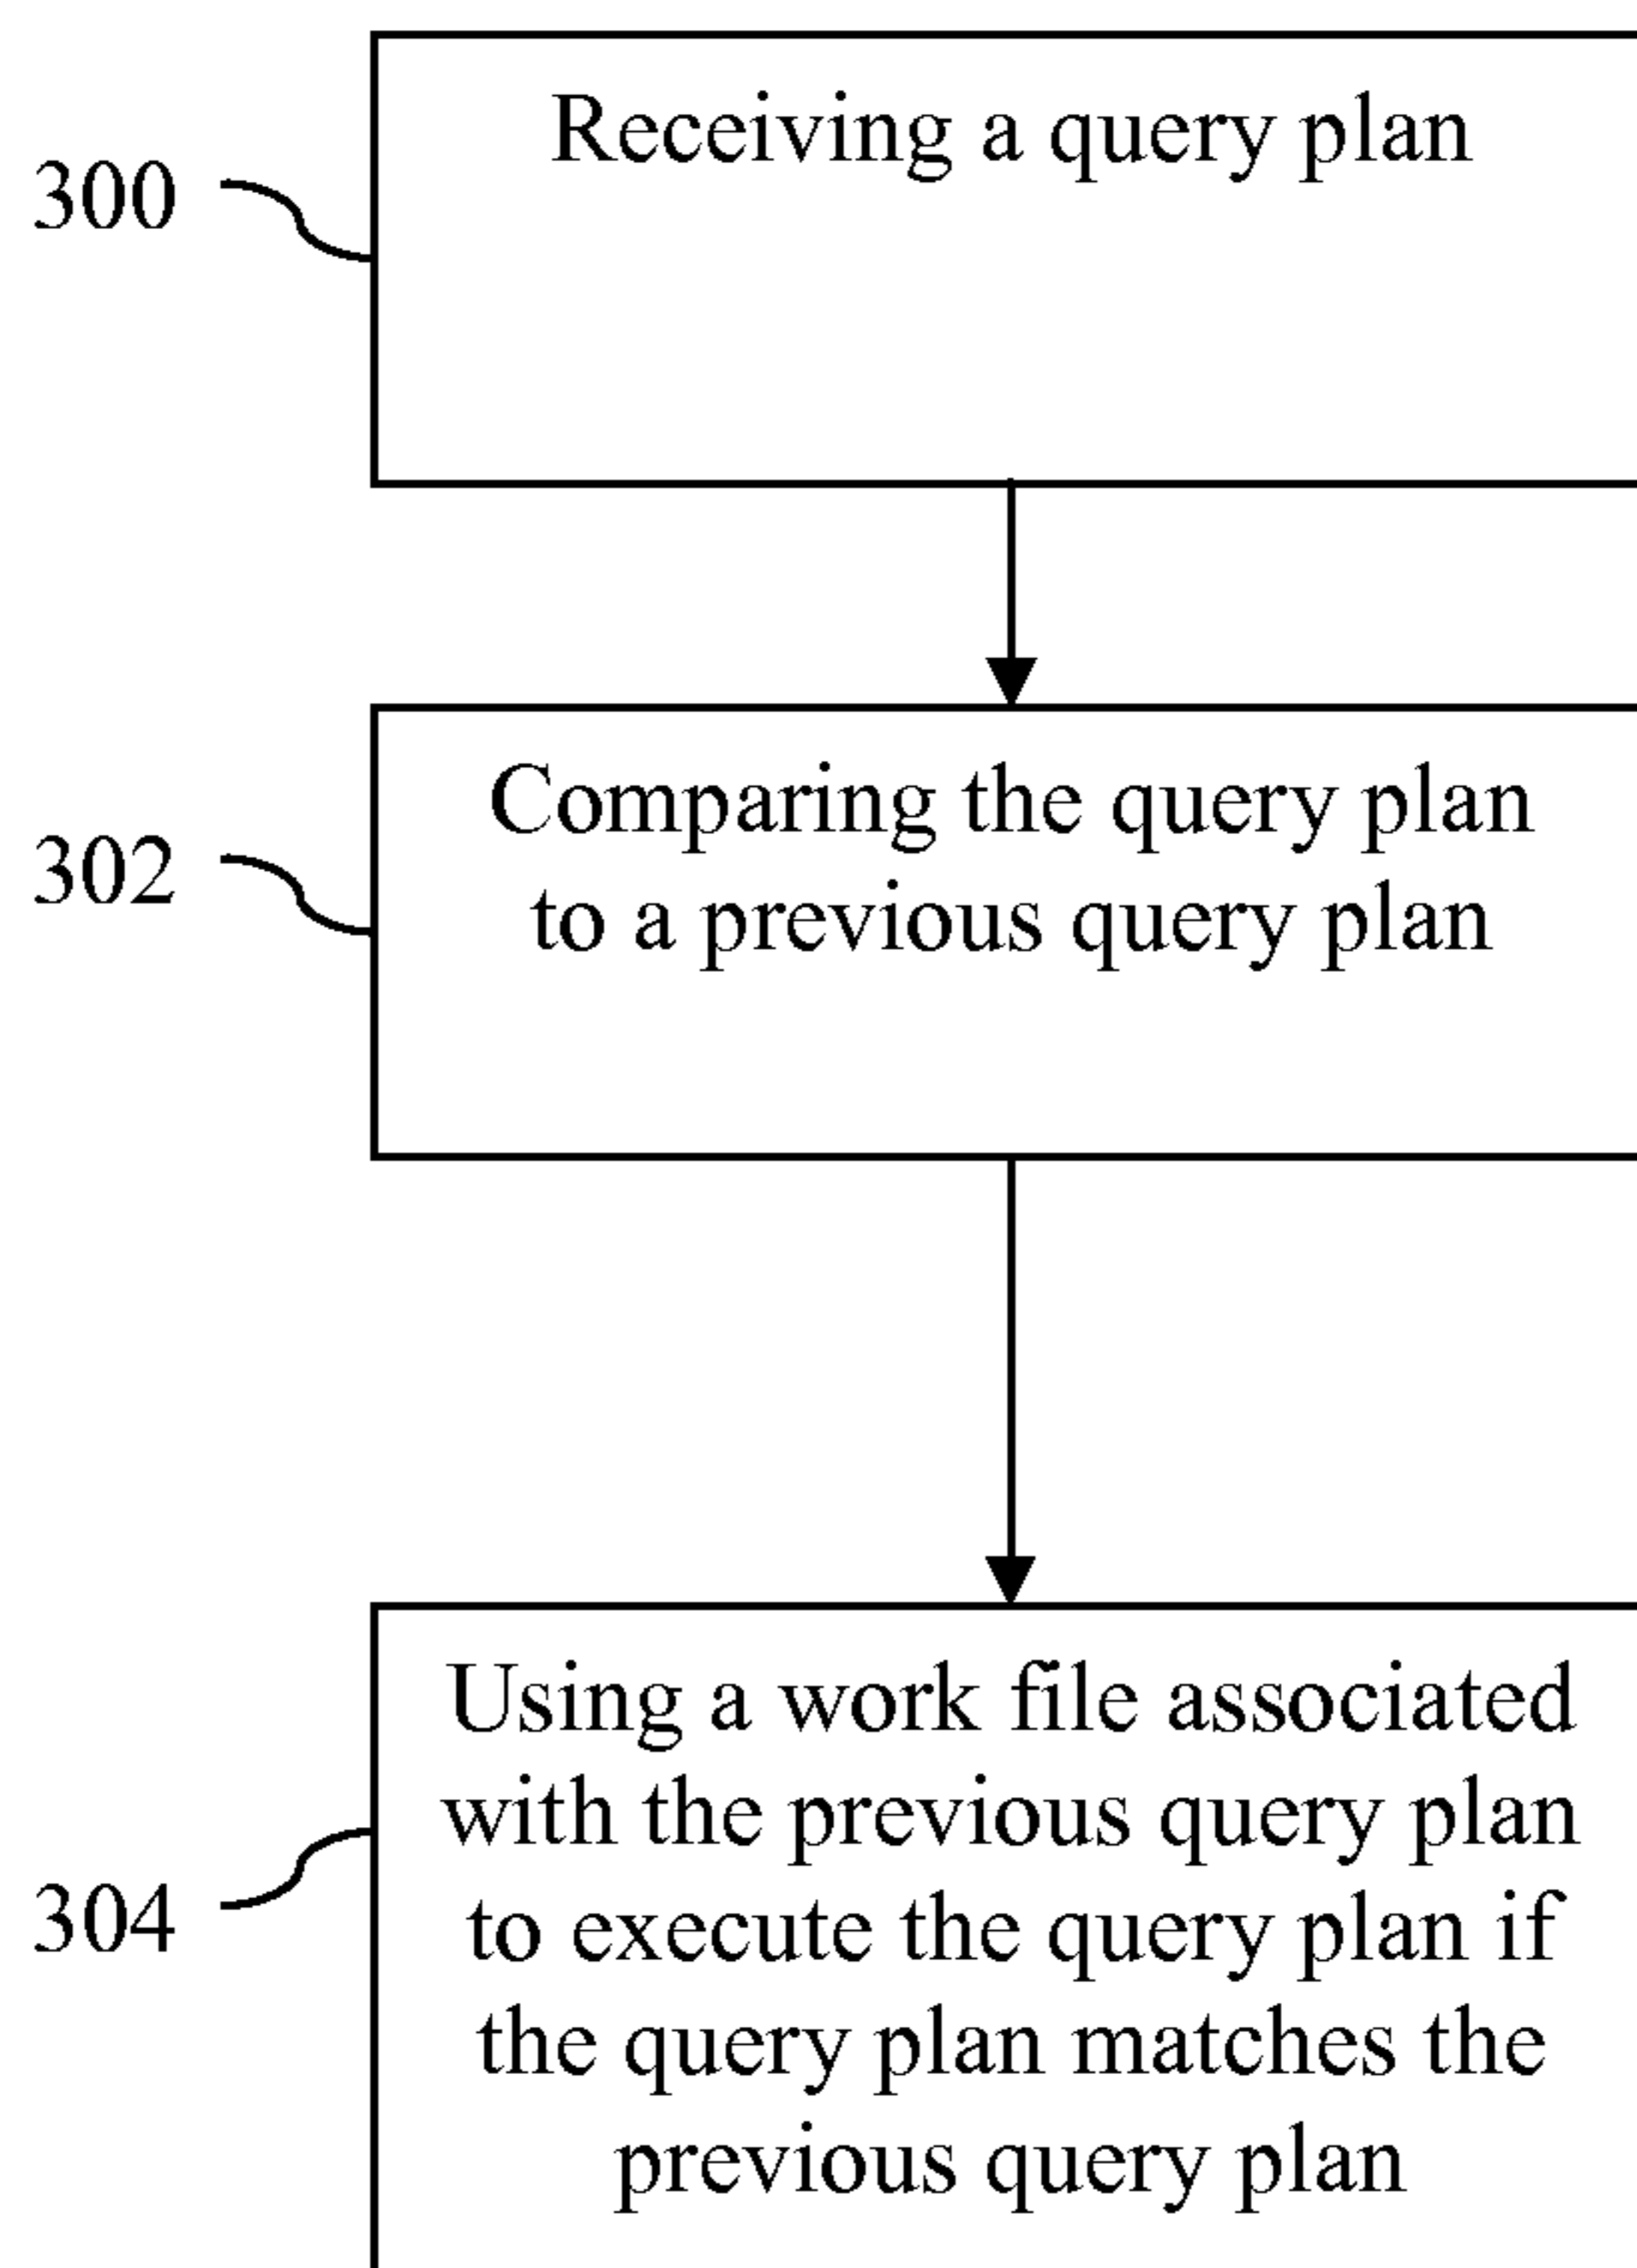 300
Receiving a query plan
302
Comparing the query plan
to a previous query plan
304
Using a work file associated
with the previous query plan
to execute the query plan if
the query plan matches the
previous query plan